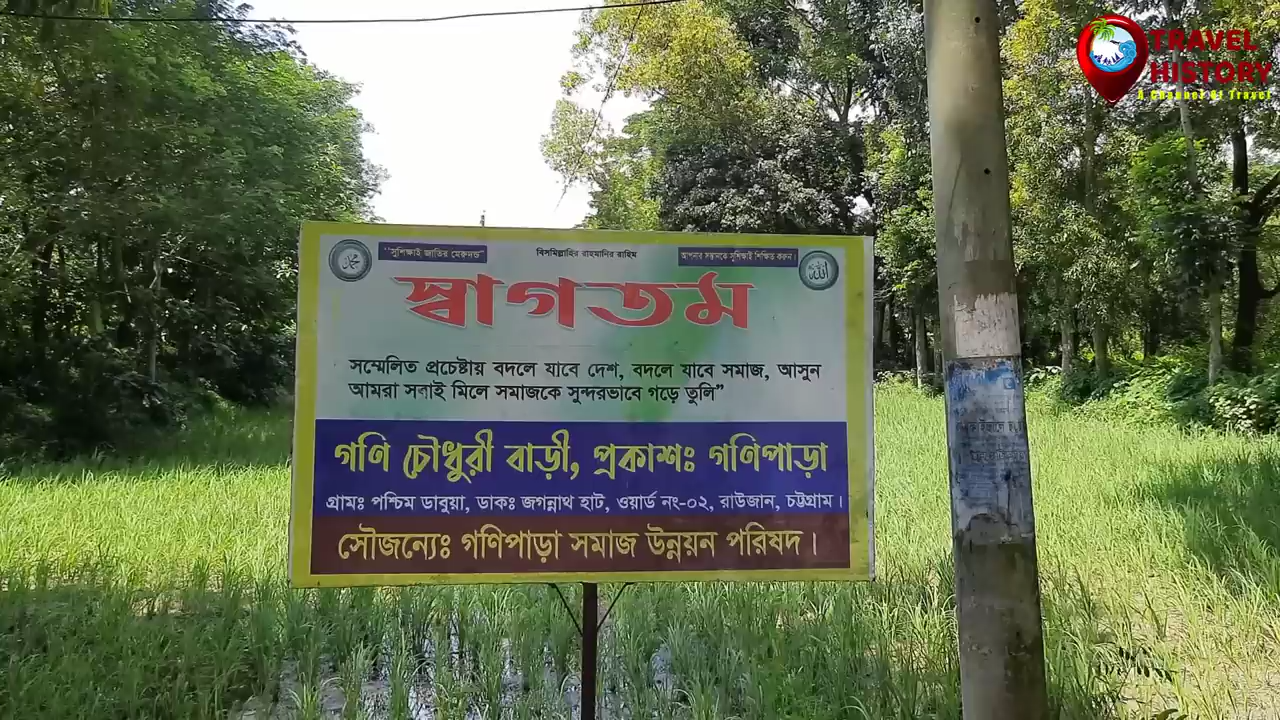 TRAVEL
HISTORY
A Channel Of Travel
"সুশিক্ষাই জাতির মেরুদন্ড"
বিসমিল্লাহির রাহমানির রাহিম
আপনার সন্তানকে সুশিক্ষাই শিক্ষিত করুন।
محمد
الله
স্বাগতম
সম্মেলিত প্রচেষ্টায় বদলে যাবে দেশ, বদলে যাবে সমাজ, আসুন
আমরা সবাই মিলে সমাজকে সুন্দরভাবে গড়ে তুলি”
গণি চৌধুরী বাড়ী, প্রকাশঃ গণিপাড়া
গ্রামঃ পশ্চিম ডাবুয়া, ডাকঃ জগন্নাথ হাট, ওয়ার্ড নং-০২, রাউজান, চট্টগ্রাম।
সৌজন্যেঃ গণিপাড়া সমাজ উন্নয়ন পরিষদ।